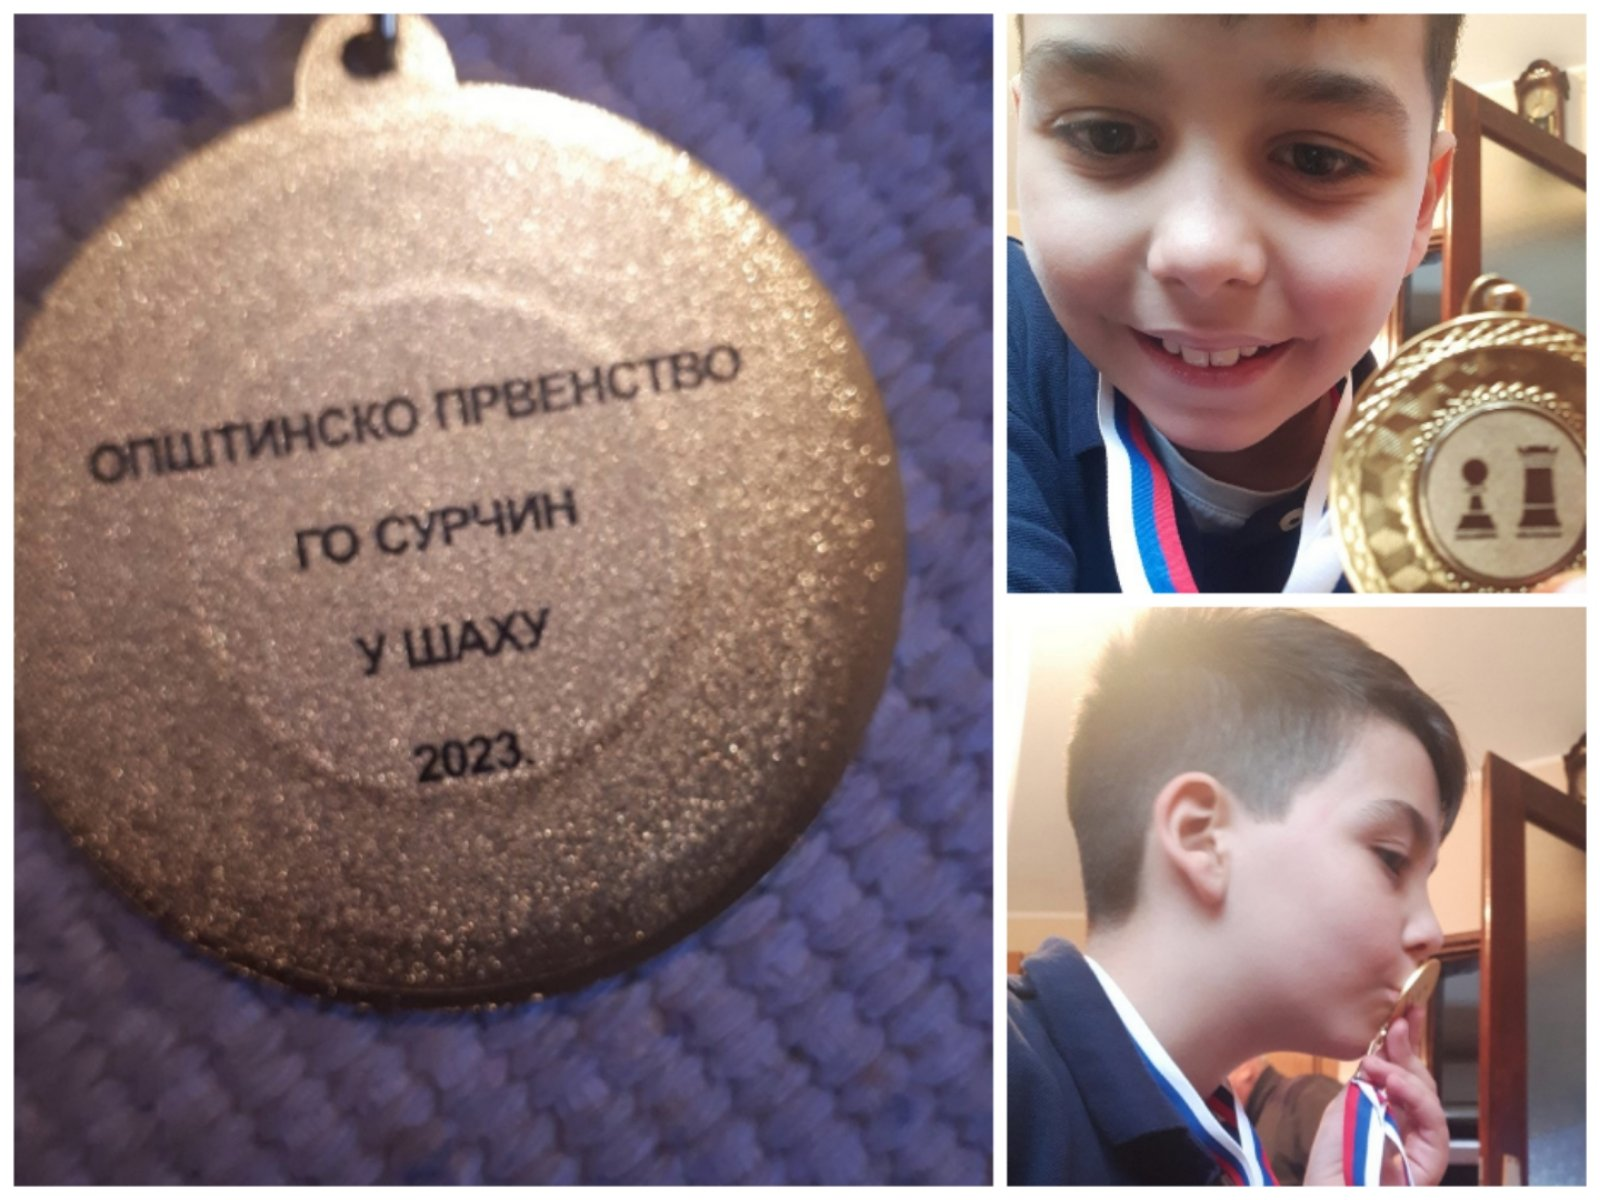 ОПШТИНСКО ПРВЕНСТВО
ГО СУРЧИН
У ШАХУ
2023.